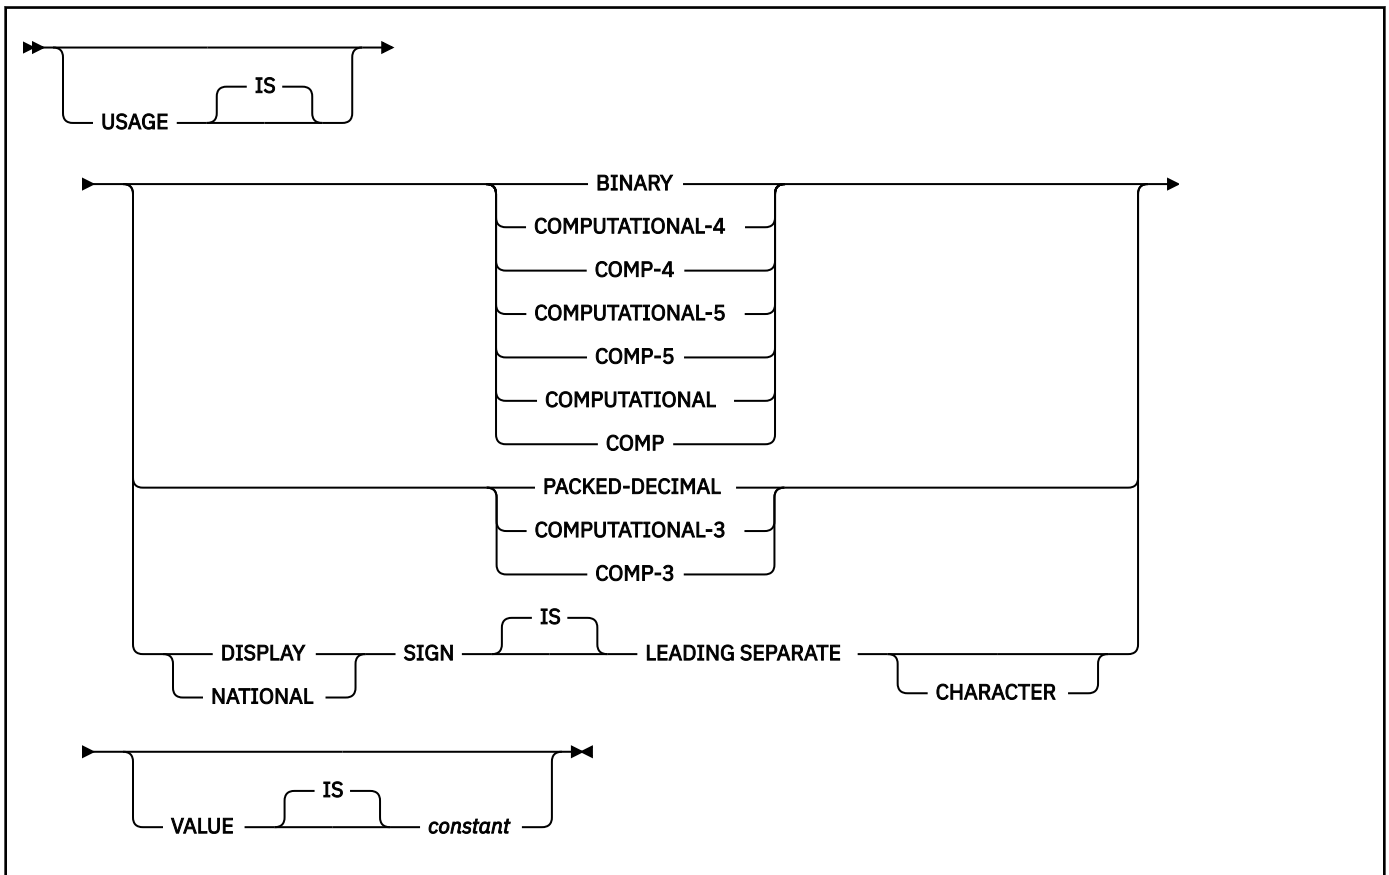 IS
USAGE
BINARY
COMPUTATIONAL-4
COMP-4
COMPUTATIONAL-5
COMP-5
COMPUTATIONAL
COMP
PACKED-DECIMAL
COMPUTATIONAL-3
COMP-3
IS
DISPLAY SIGN LEADING SEPARATE
NATIONAL CHARACTER
IS
VALUE constant